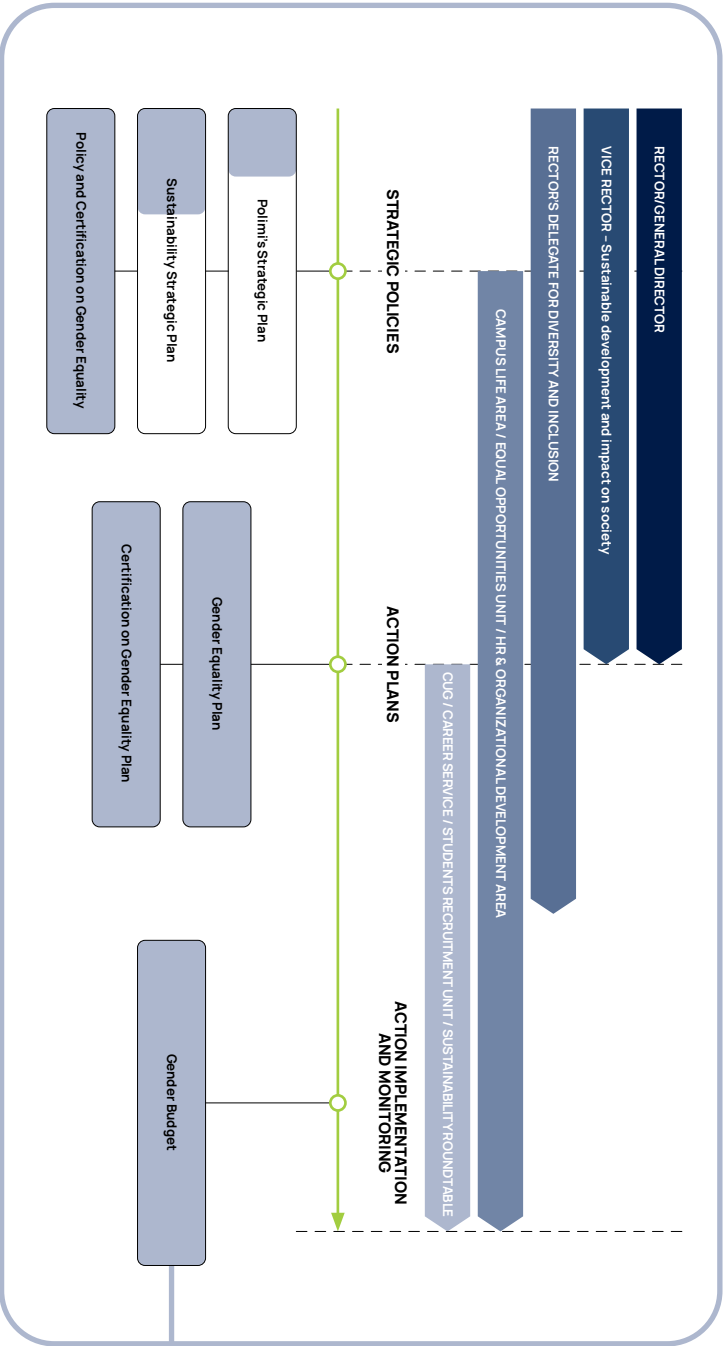 RECTOR/GENERAL DIRECTOR
VICE RECTOR – Sustainable development and impact on society
RECTOR'S DELEGATE FOR DIVERSITY AND INCLUSION
CAMPUS LIFE AREA / EQUAL OPPORTUNITIES UNIT / HR & ORGANIZATIONAL DEVELOPMENT AREA
CUG / CAREER SERVICE / STUDENTS RECRUITMENT UNIT / SUSTAINABILITY ROUNDTABLE
STRATEGIC POLICIES
ACTION PLANS
ACTION IMPLEMENTATION
AND MONITORING
Polimi's Strategic Plan
Sustainability Strategic Plan
Policy and Certification on Gender Equality
Gender Equality Plan
Certification on Gender Equality Plan
Gender Budget